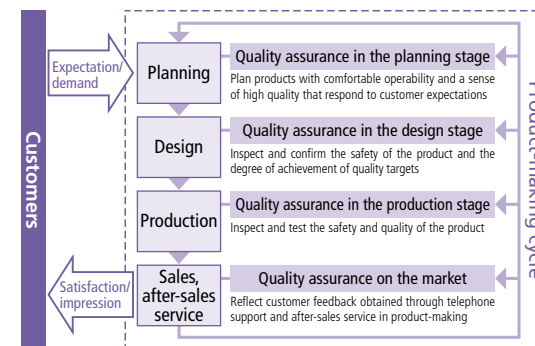 Customers
Expectation/
demand
Planning
Quality assurance in the planning stage
Plan products with comfortable operability and a sense
of high quality that respond to customer expectations
Design
Quality assurance in the design stage
Inspect and confirm the safety of the product and the
degree of achievement of quality targets
Production
Quality assurance in the production stage
Inspect and test the safety and quality of the product
Satisfaction/
impression
Sales,
after-sales
service
Quality assurance on the market
Reflect customer feedback obtained through telephone
support and after-sales service in product-making
Product-making cycle